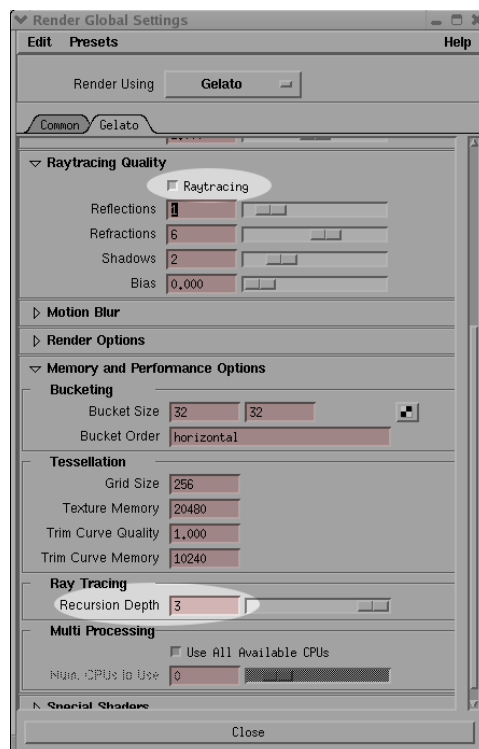 Render Global Settings
Edit Presets Help
Render Using Gelato
Common Gelato
Raytracing Quality
Raytracing
Reflections 1
Refractions 6
Shadows 2
Bias 0.000
Motion Blur
Render Options
Memory and Performance Options
Bucketing
Bucket Size 32 32
Bucket Order horizontal
Tessellation
Grid Size 256
Texture Memory 20480
Trim Curve Quality 1.000
Trim Curve Memory 10240
Ray Tracing
Recursion Depth 3
Multi Processing
Use All Available CPUs
Num. CPUs to Use 0
Special Shaders
Close